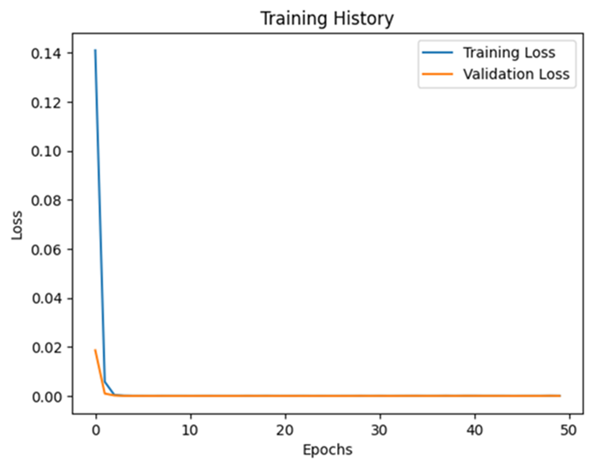 Training History
Training Loss
Validation Loss
0.14
0.12
0.10
0.08
0.06
0.04
0.02
0.00
Loss
0 10 20 30 40 50
Epochs